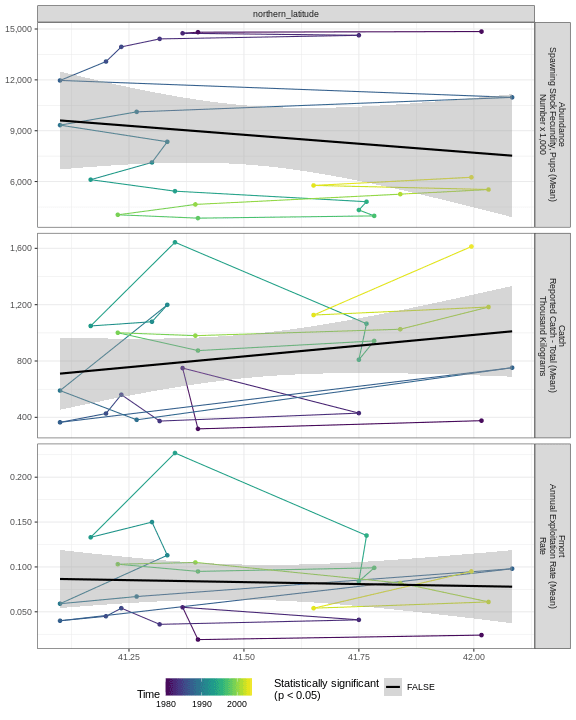 northern_latitude
15,000
12,000
9,000
6,000
Abundance
Spawning Stock Fecundity, Pups (Mean)
Number x 1,000
1,600
1,200
800
400
Catch
Reported Catch - Total (Mean)
Thousand Kilograms
0.200
0.150
0.100
0.050
Fmort
Annual Exploitation Rate (Mean)
Rate
41.25 41.50 41.75 42.00
Time
1980 1990 2000
Statistically significant
(p < 0.05)
FALSE